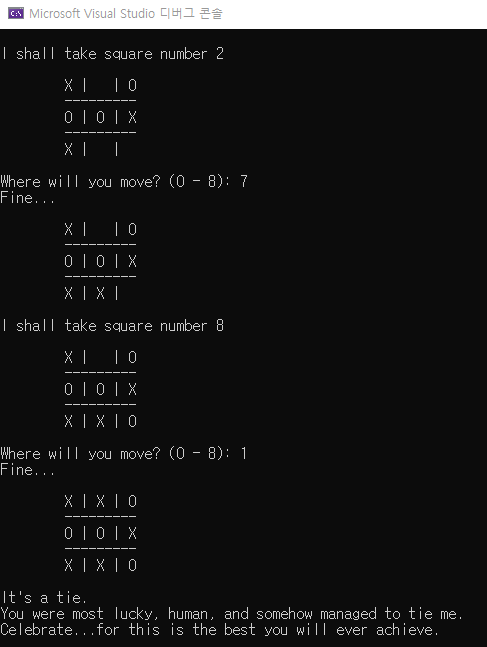 Microsoft Visual Studio 디버그 콘솔
I shall take square number 2
X |   | O
---------
O | O | X
---------
X |   |
Where will you move? (0 - 8): 7
Fine...
X |   | O
---------
O | O | X
---------
X | X |
I shall take square number 8
X |   | O
---------
O | O | X
---------
X | X | O
Where will you move? (0 - 8): 1
Fine...
X | X | O
---------
O | O | X
---------
X | X | O
It's a tie.
You were most lucky, human, and somehow managed to tie me.
Celebrate...for this is the best you will ever achieve.